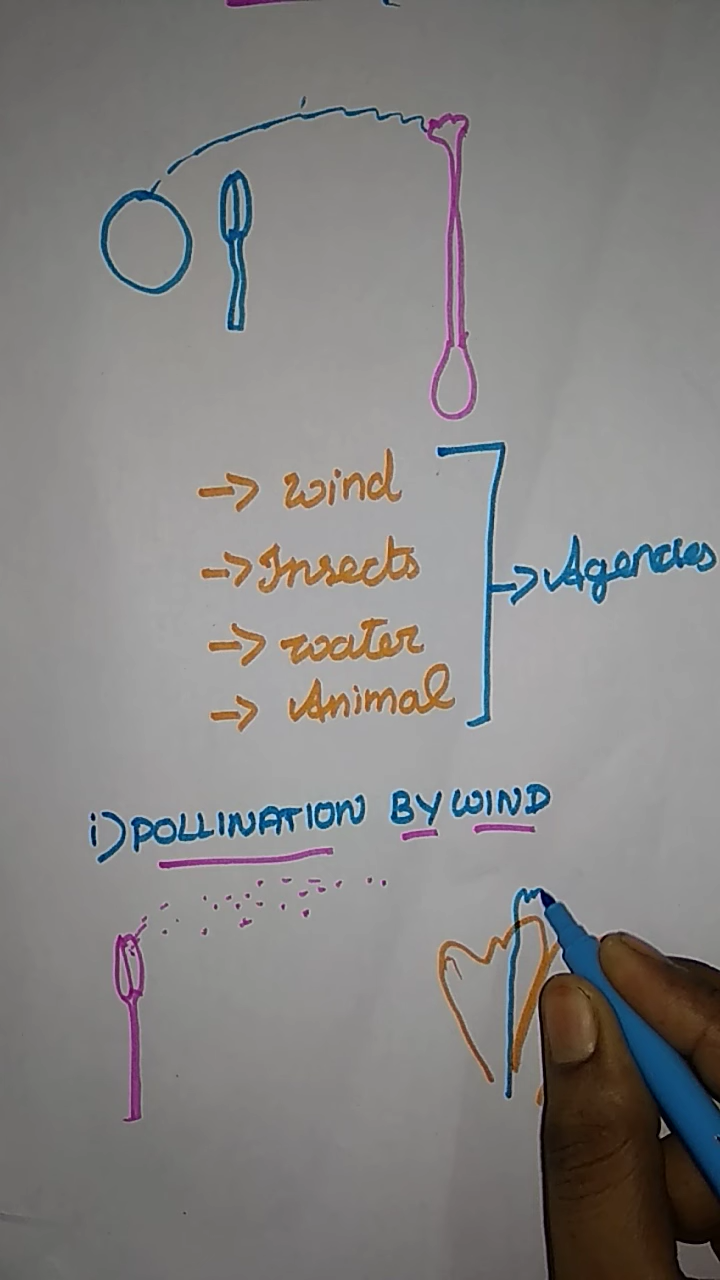 -> wind
-> Insects
-> water
-> Animal
-> Agencies
i) POLLINATION BY WIND